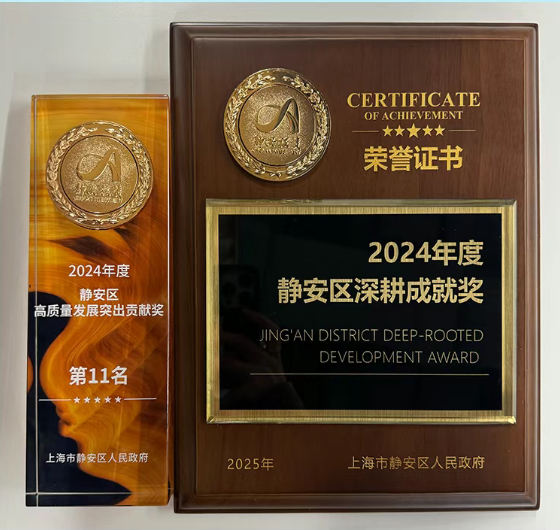 2024年度
静安区
高质量发展突出贡献奖
第11名
上海市静安区人民政府
CERTIFICATE
OF ACHIEVEMENT
荣誉证书
2024年度
静安区深耕成就奖
JING'AN DISTRICT DEEP-ROOTED
DEVELOPMENT AWARD
2025年
上海市静安区人民政府